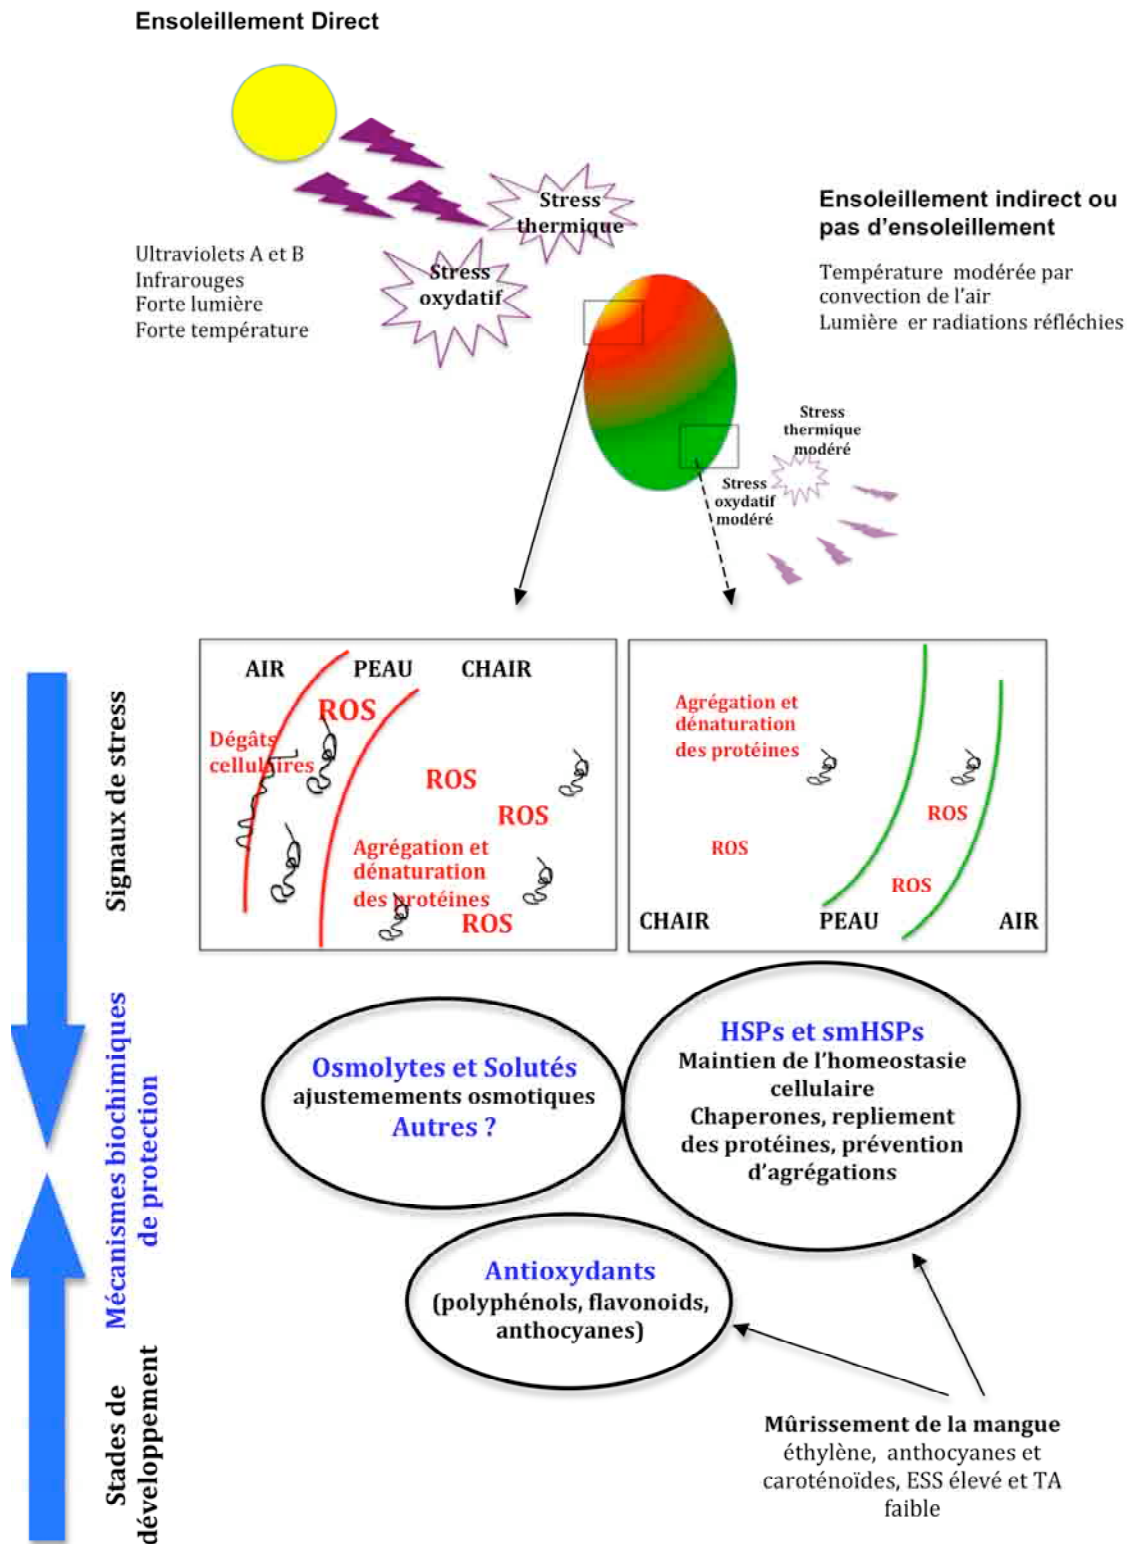 Ensoleillement Direct
Stress
thermique
Stress
oxydatif
Ultraviolets A et B
Infrarouges
Forte lumière
Forte température
Ensoleillement indirect ou
pas d'ensoleillement
Température modérée par
convection de l'air
Lumière er radiations réfléchies
Stress
thermique
modéré
Stress
oxydatif
modéré
Signaux de stress
AIR
PEAU
CHAIR
ROS
Dégâts
cellulaires
ROS
ROS
Agrégation et
dénaturation
des protéines
ROS
Agrégation et
dénaturation
des protéines
ROS
ROS
ROS
CHAIR
PEAU
AIR
Mécanismes biochimiques
de protection
Osmolytes et Solutés
ajustemements osmotiques
Autres ?
HSPs et smHSPs
Maintien de l'homeostasie
cellulaire
Chaperones, repliement
des protéines, prévention
d'agrégations
Antioxydants
(polyphénols, flavonoids,
anthocyanes)
Stades de
développement
Mûrissement de la mangue
éthylène, anthocyanes et
caroténoïdes, ESS élevé et TA
faible